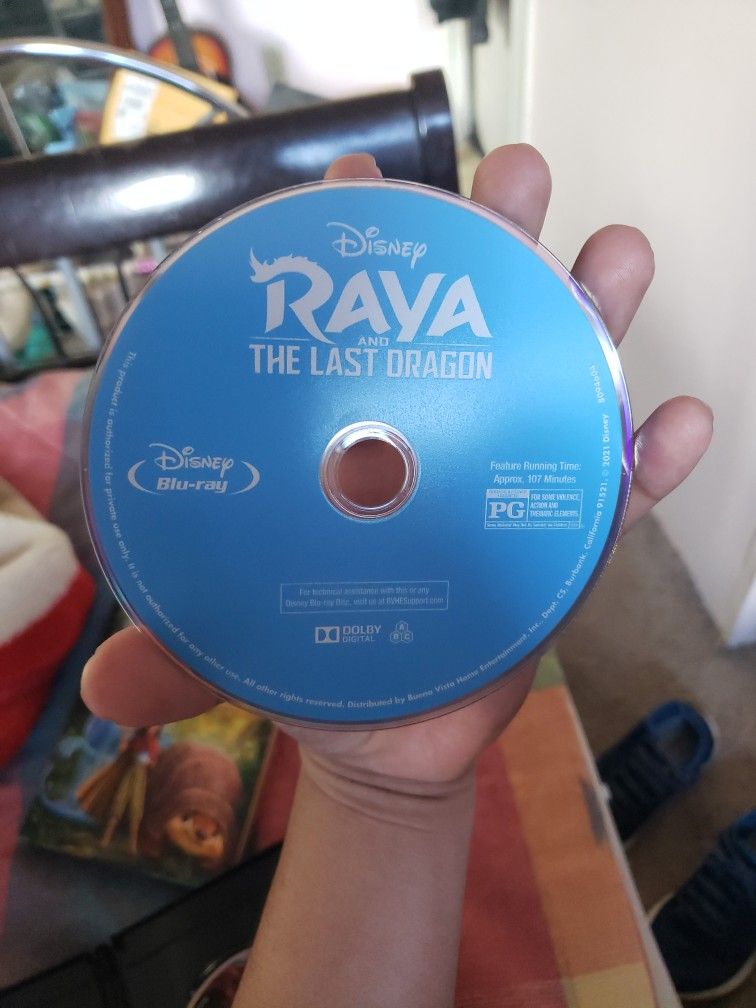 Disney
RAYA
AND
THE LAST DRAGON
Disney
Blu-ray
Feature Running Time:
Approx. 107 Minutes
PG
FOR SOME VIOLENCE,
ACTION AND
THEMATIC ELEMENTS.
For technical assistance with this or any
Disney Blu-ray Disc, visit us at BVHESupport.com
DOLBY
DIGITAL
A
B C
This product is authorized for private use only. It is not authorized for any other use. All other rights reserved. Distributed by Buena Vista Home Entertainment, Inc., Dept. CS, Burbank, California 91521. © 2021 Disney